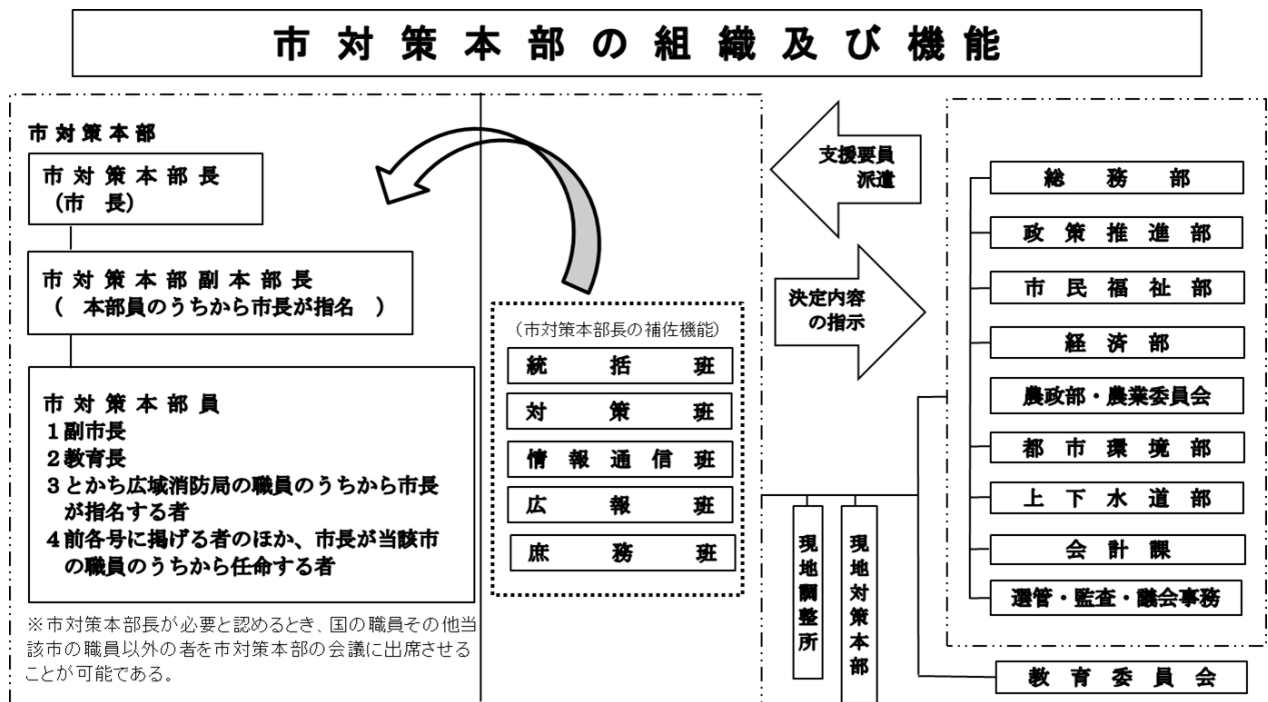 市対策本部の組織及び機能
市対策本部
市対策本部長
(市 長)
市対策本部副本部長
( 本部員のうちから市長が指名 )
市対策本部員
1副市長
2教育長
3とかち広域消防局の職員のうちから市長
が指名する者
4前各号に掲げる者のほか、市長が当該市
の職員のうちから任命する者
※市対策本部長が必要と認めるとき、国の職員その他当
該市の職員以外の者を市対策本部の会議に出席させる
ことが可能である。
(市対策本部長の補佐機能)
統括班
対策班
情報通信班
広報班
庶務班
支援要員
派遣
決定内容
の指示
現地調整所
現地対策本部
総務部
政策推進部
市民福祉部
経済部
農政部・農業委員会
都市環境部
上下水道部
会計課
選管・監査・議会事務
教育委員会